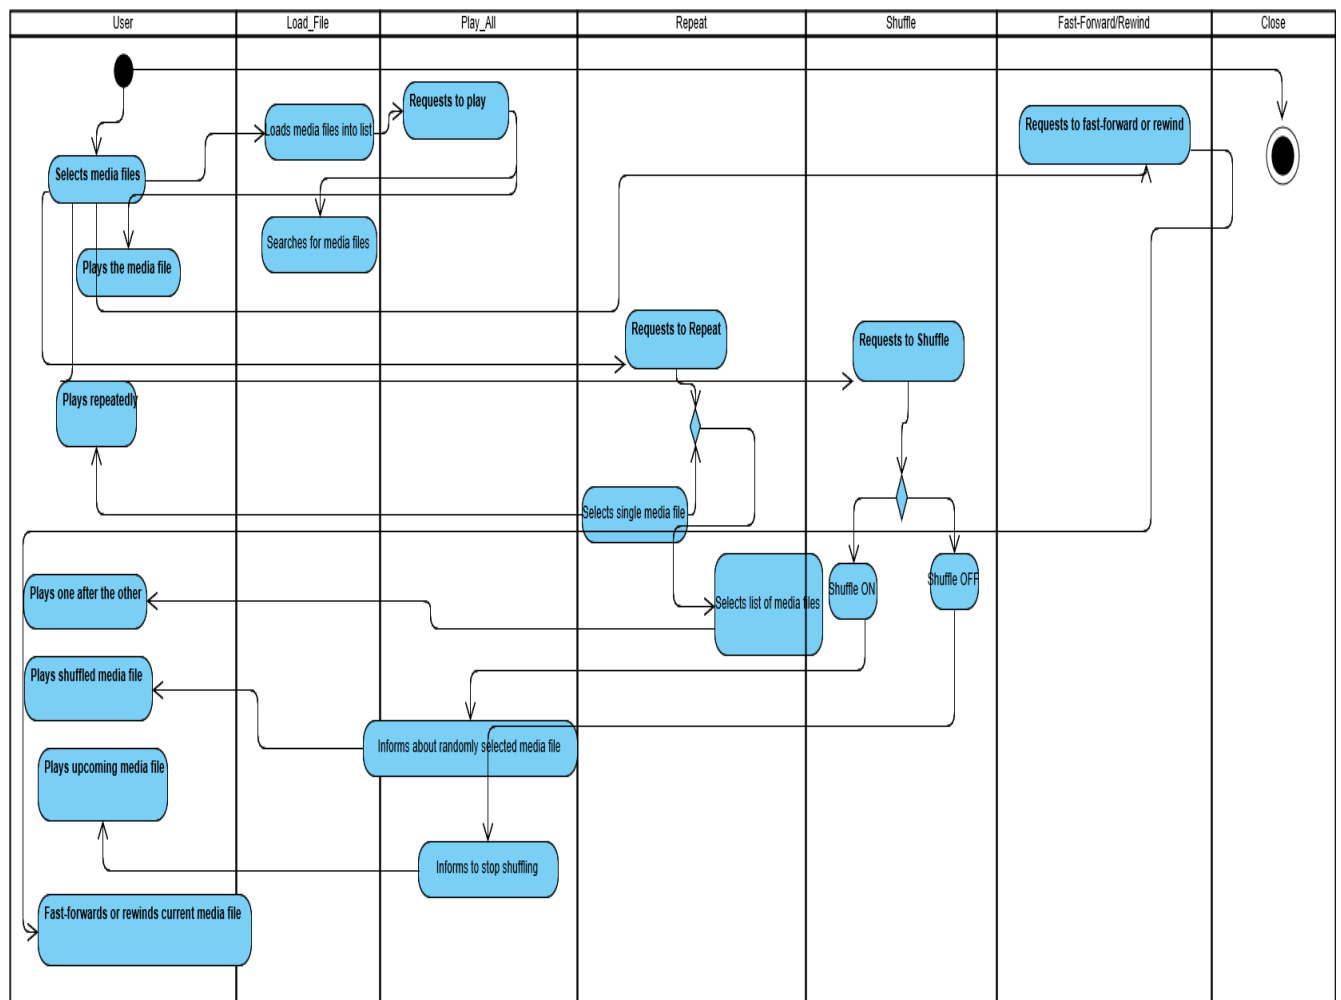 User
Load_File
Play_All
Repeat
Shuffle
Fast-Forward/Rewind
Close
Requests to play
Loads media files into list
Requests to fast-forward or rewind
Selects media files
Searches for media files
Plays the media file
Requests to Repeat
Requests to Shuffle
Plays repeatedly
Selects single media file
Shuffle ON
Shuffle OFF
Plays one after the other
Selects list of media files
Plays shuffled media file
Informs about randomly selected media file
Plays upcoming media file
Informs to stop shuffling
Fast-forwards or rewinds current media file